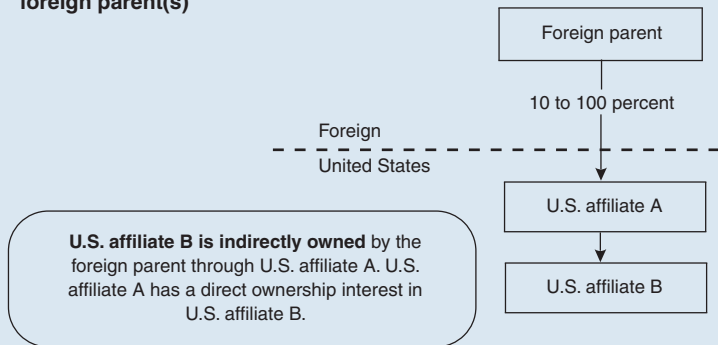 foreign parent(s)
Foreign parent
10 to 100 percent
Foreign
United States
U.S. affiliate A
U.S. affiliate B is indirectly owned by the
foreign parent through U.S. affiliate A. U.S.
affiliate A has a direct ownership interest in
U.S. affiliate B.
U.S. affiliate B